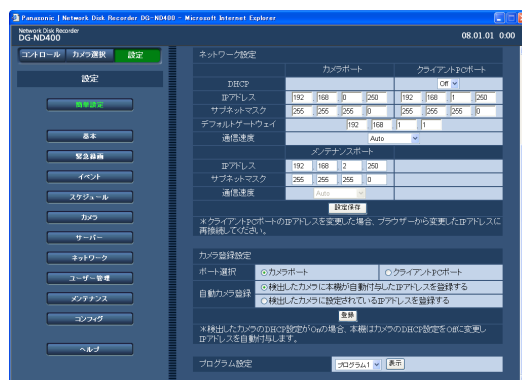 Panasonic | Network Disk Recorder DG-ND400 - Microsoft Internet Explorer
Network Disk Recorder
DG-ND400
08.01.01 0:00
コントロール カメラ選択 設定
設定
簡単設定
基本
緊急録画
イベント
スケジュール
カメラ
サーバー
ネットワーク
ユーザー管理
メンテナンス
コンフィグ
ヘルプ
ネットワーク設定
カメラポート クライアントPCポート
DHCP Off
IPアドレス 192 168 0 250 192 168 1 250
サブネットマスク 255 255 255 0 255 255 255 0
デフォルトゲートウェイ 192 168 1 1
通信速度 Auto
メンテナンスポート
IPアドレス 192 168 2 250
サブネットマスク 255 255 255 0
通信速度 Auto
設定保存
※クライアントPCポートのIPアドレスを変更した場合、ブラウザーから変更したIPアドレスに
再接続してください。
カメラ登録設定
ポート選択 カメラポート クライアントPCポート
自動カメラ登録 検出したカメラに本機が自動付与したIPアドレスを登録する
検出したカメラに設定されているIPアドレスを登録する
登録
※検出したカメラのDHCP設定がOnの場合、本機はカメラのDHCP設定をOffに変更し
IPアドレスを自動付与します。
プログラム設定 プログラム1 表示